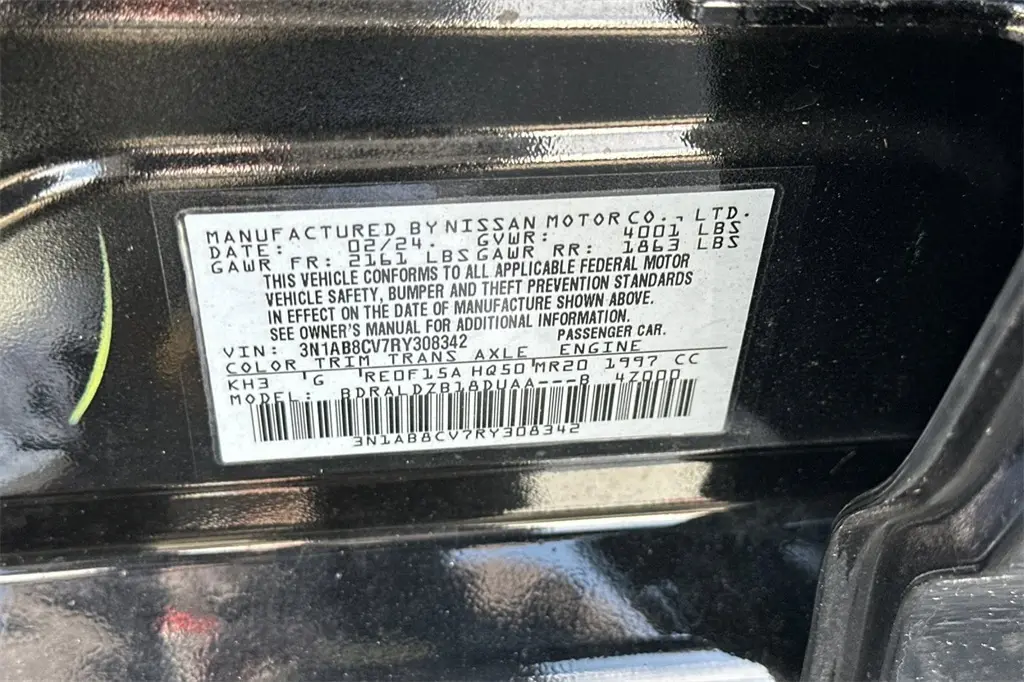 MANUFACTURED BY NISSAN MOTOR CO., LTD.
DATE: 02/24. GVWR: 4001 LBS
GAWR FR: 2161 LBS GAWR RR: 1863 LBS
THIS VEHICLE CONFORMS TO ALL APPLICABLE FEDERAL MOTOR
VEHICLE SAFETY, BUMPER AND THEFT PREVENTION STANDARDS
IN EFFECT ON THE DATE OF MANUFACTURE SHOWN ABOVE.
SEE OWNER'S MANUAL FOR ADDITIONAL INFORMATION.
VIN: 3N1AB8CV7RY308342 PASSENGER CAR.
COLOR TRIM TRANS AXLE ENGINE
KH3 G RE0F15A HQ50 MR20 1997 CC
MODEL: BDRALDZB18DUAA---B 4Z000
3N1AB8CV7RY308342